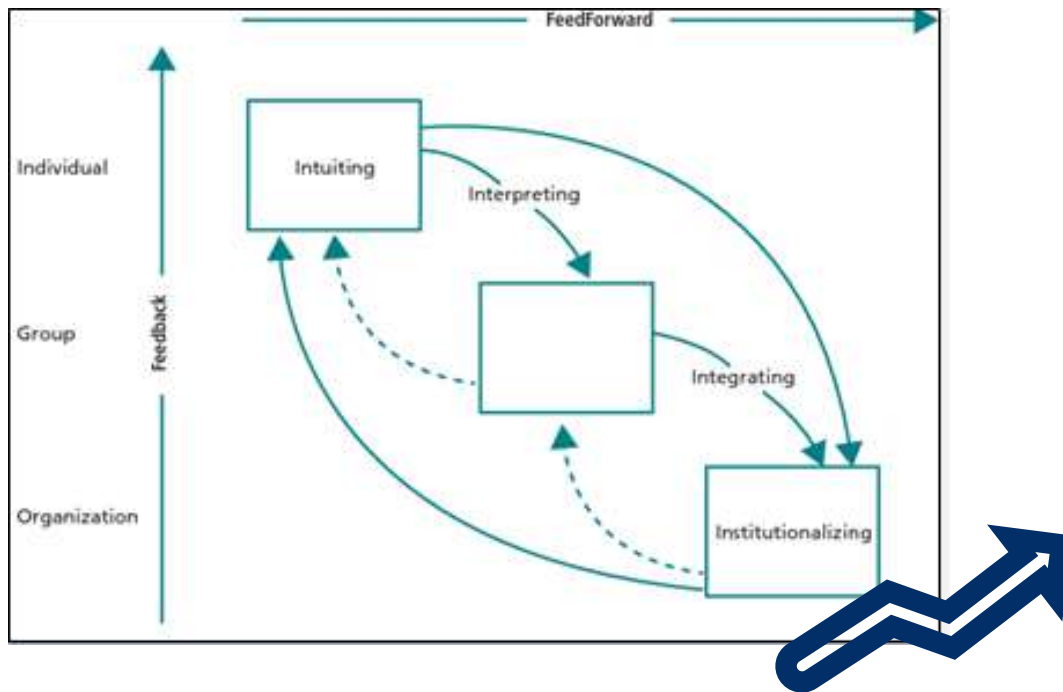 FeedForward
Individual
Intuiting
Interpreting
Feedback
Group
Integrating
Organization
Institutionalizing